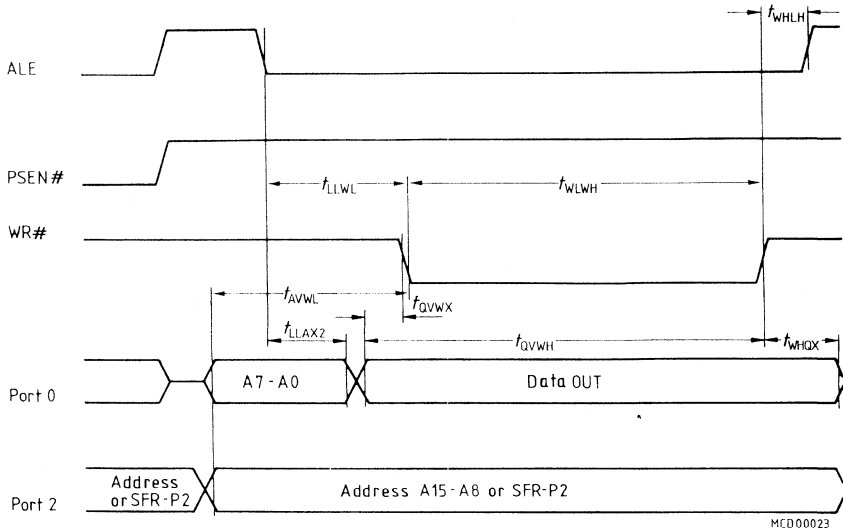 tWHLH
ALE
PSEN#
tLLWL
tWLWH
WR#
tAVWL
tQVWX
tLLAX2
tQVWH
tWHQX
A7-A0
Data OUT
Port 0
Address
or SFR-P2
Address A15-A8 or SFR-P2
Port 2
MCD00023